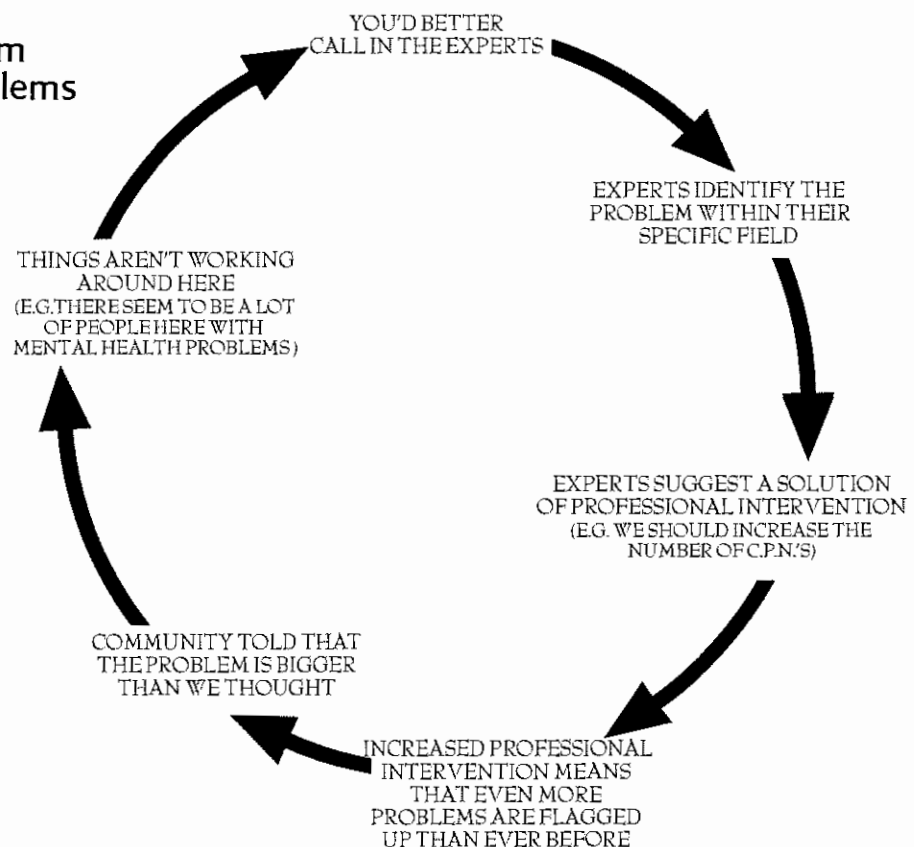 m
lems
YOU'D BETTER
CALL IN THE EXPERTS
EXPERTS IDENTIFY THE
PROBLEM WITHIN THEIR
SPECIFIC FIELD
EXPERTS SUGGEST A SOLUTION
OF PROFESSIONAL INTERVENTION
(E.G. WE SHOULD INCREASE THE
NUMBER OF C.P.N.'S)
INCREASED PROFESSIONAL
INTERVENTION MEANS
THAT EVEN MORE
PROBLEMS ARE FLAGGED
UP THAN EVER BEFORE
COMMUNITY TOLD THAT
THE PROBLEM IS BIGGER
THAN WE THOUGHT
THINGS AREN'T WORKING
AROUND HERE
(E.G. THERE SEEM TO BE A LOT
OF PEOPLE HERE WITH
MENTAL HEALTH PROBLEMS)